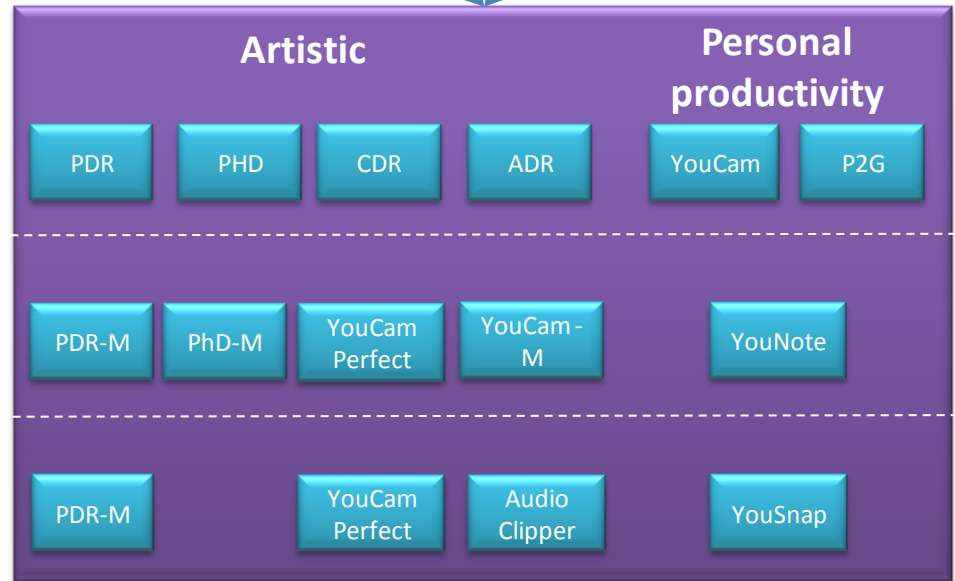 Artistic
Personal
productivity
PDR
PHD
CDR
ADR
YouCam
P2G
PDR-M
PhD-M
YouCam
Perfect
YouCam -
M
YouNote
PDR-M
YouCam
Perfect
Audio
Clipper
YouSnap